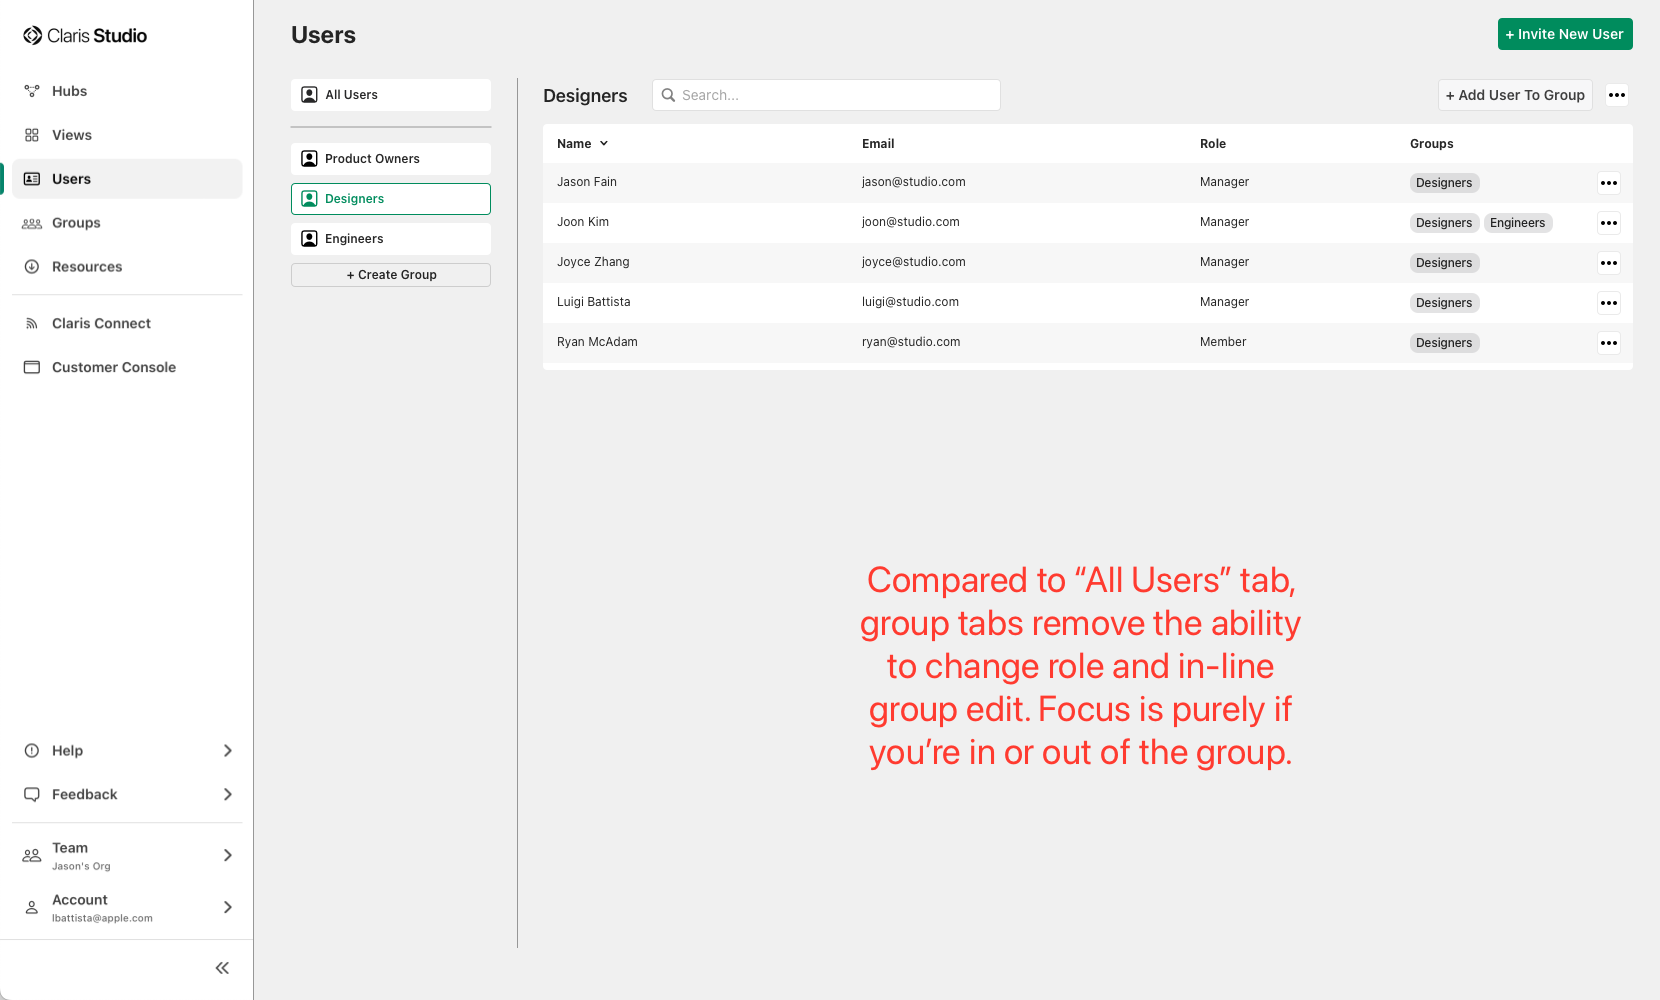 Claris Studio
Hubs
Views
Users
Groups
Resources
Claris Connect
Customer Console
Help
Feedback
Team
Jason's Org
Account
lbattista@apple.com
Users
+ Invite New User
All Users
Product Owners
Designers
Engineers
+ Create Group
Designers
Search...
+ Add User To Group
Name Email Role Groups
Jason Fain jason@studio.com Manager Designers
Joon Kim joon@studio.com Manager Designers Engineers
Joyce Zhang joyce@studio.com Manager Designers
Luigi Battista luigi@studio.com Manager Designers
Ryan McAdam ryan@studio.com Member Designers
Compared to “All Users” tab,
group tabs remove the ability
to change role and in-line
group edit. Focus is purely if
you’re in or out of the group.